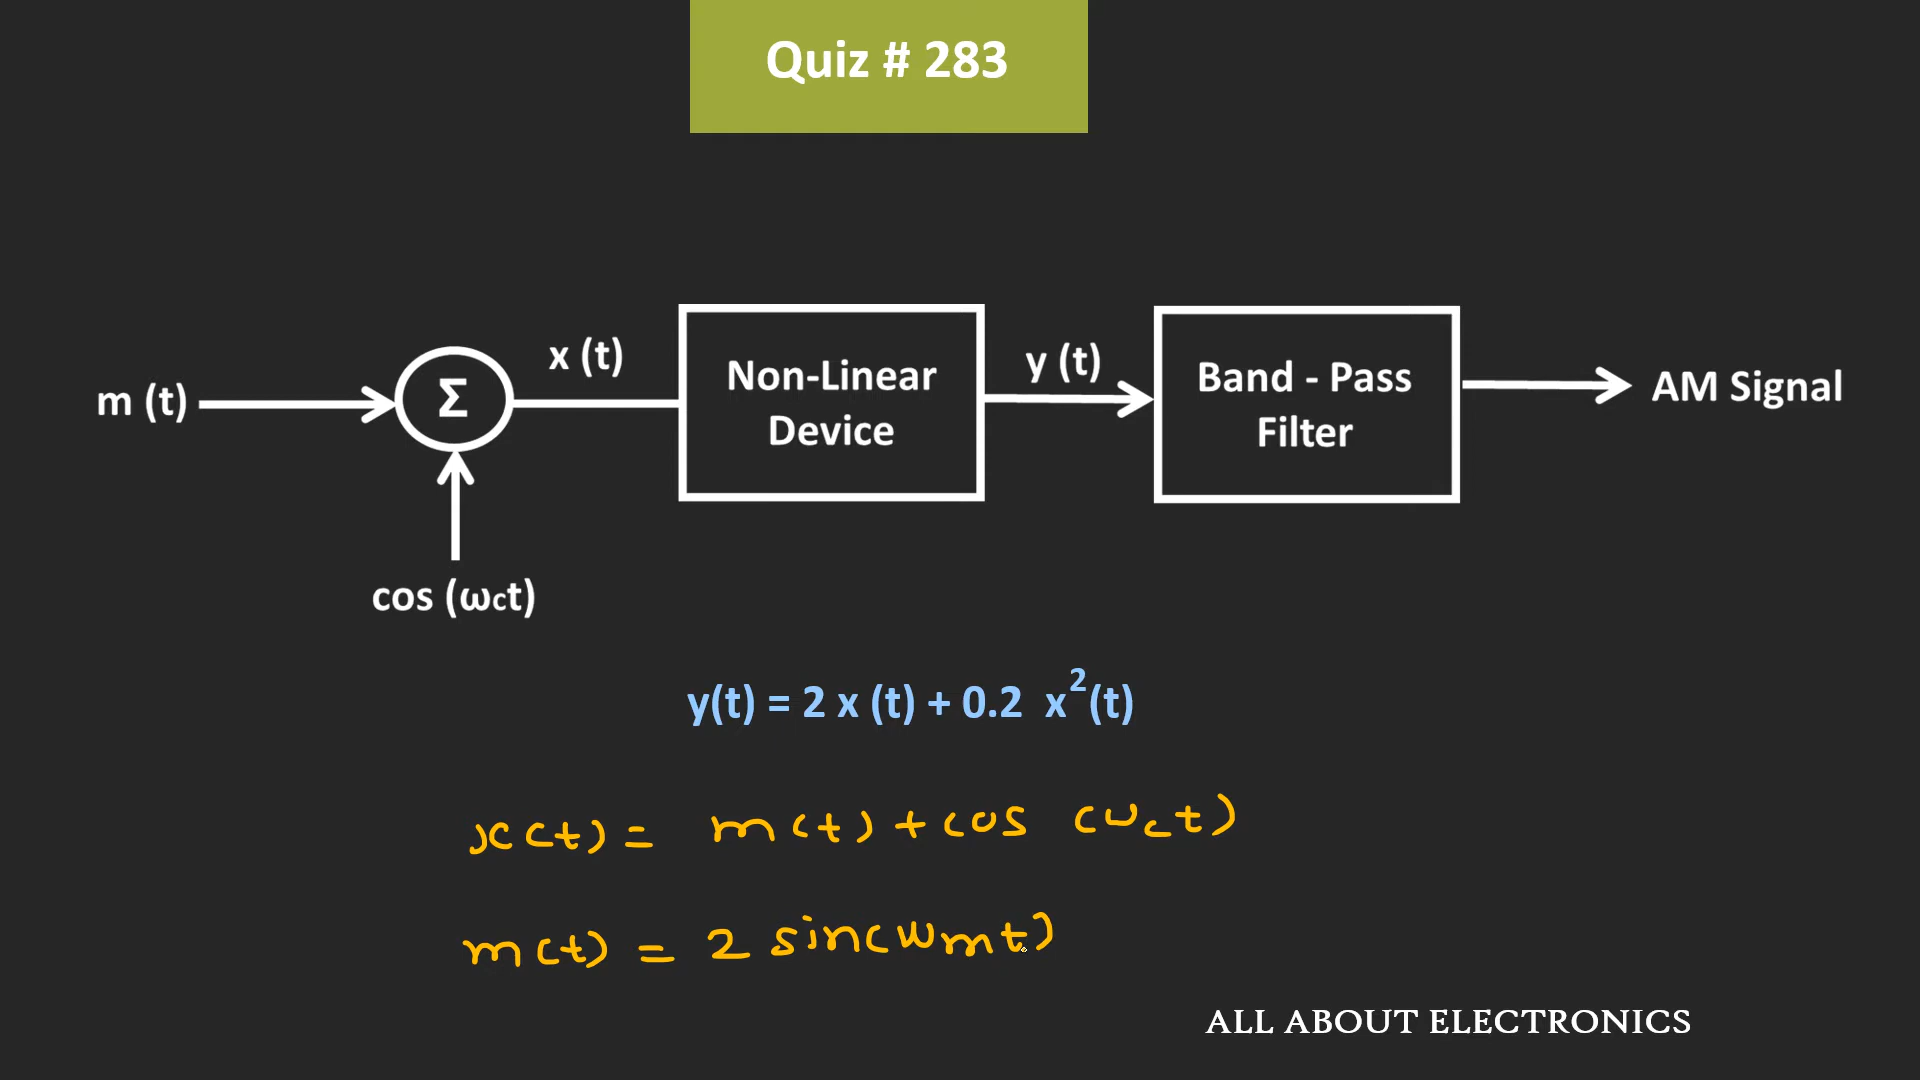 Quiz # 283
m (t)
Σ
x (t)
Non-Linear
Device
y (t)
Band - Pass
Filter
AM Signal
cos (ωct)
y(t) = 2 x (t) + 0.2 x²(t)
x(t) = m(t) + cos (ωct)
m(t) = 2 sin(ωmt)
ALL ABOUT ELECTRONICS